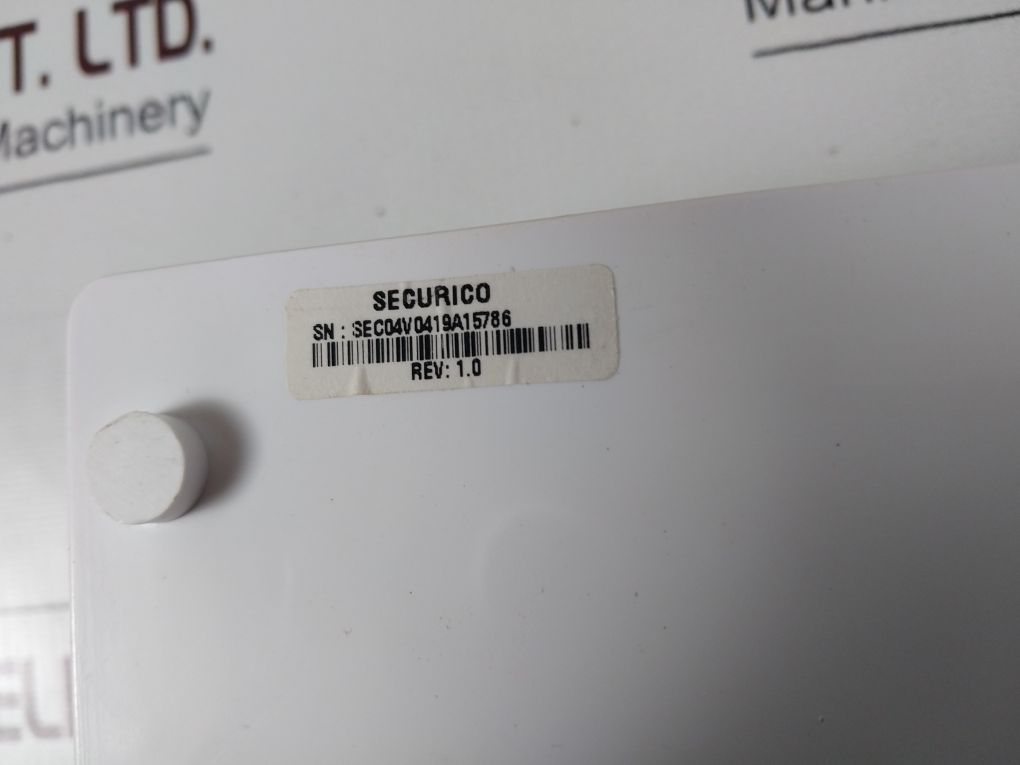 T. LTD.
Machinery
SECURICO
SN : SEC04V0419A15786
REV: 1.0